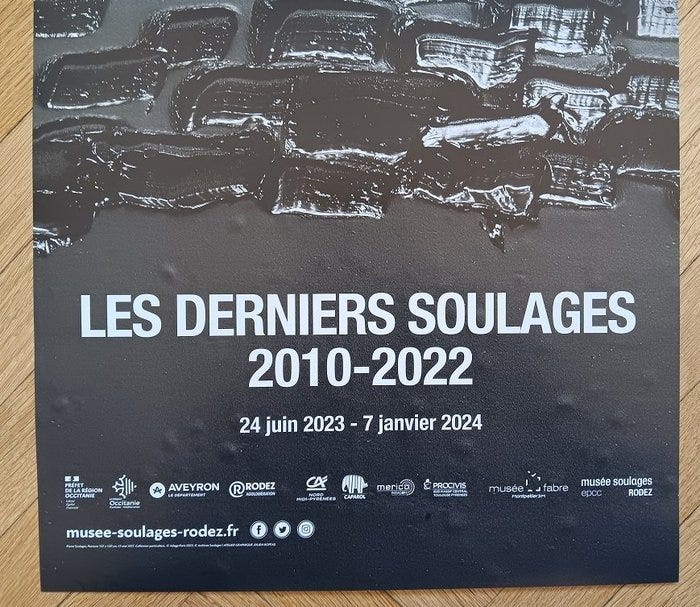 LES DERNIERS SOULAGES
2010-2022
24 juin 2023 - 7 janvier 2024
PRÉFET
DE LA RÉGION
OCCITANIE
Occitanie
AVEYRON
LE DÉPARTEMENT
RODEZ
AGGLOMÉRATION
CA
NORD
MIDI-PYRÉNÉES
CAPAROL
PROCIVIS
musée fabre
musée soulages
epcc RODEZ
musee-soulages-rodez.fr